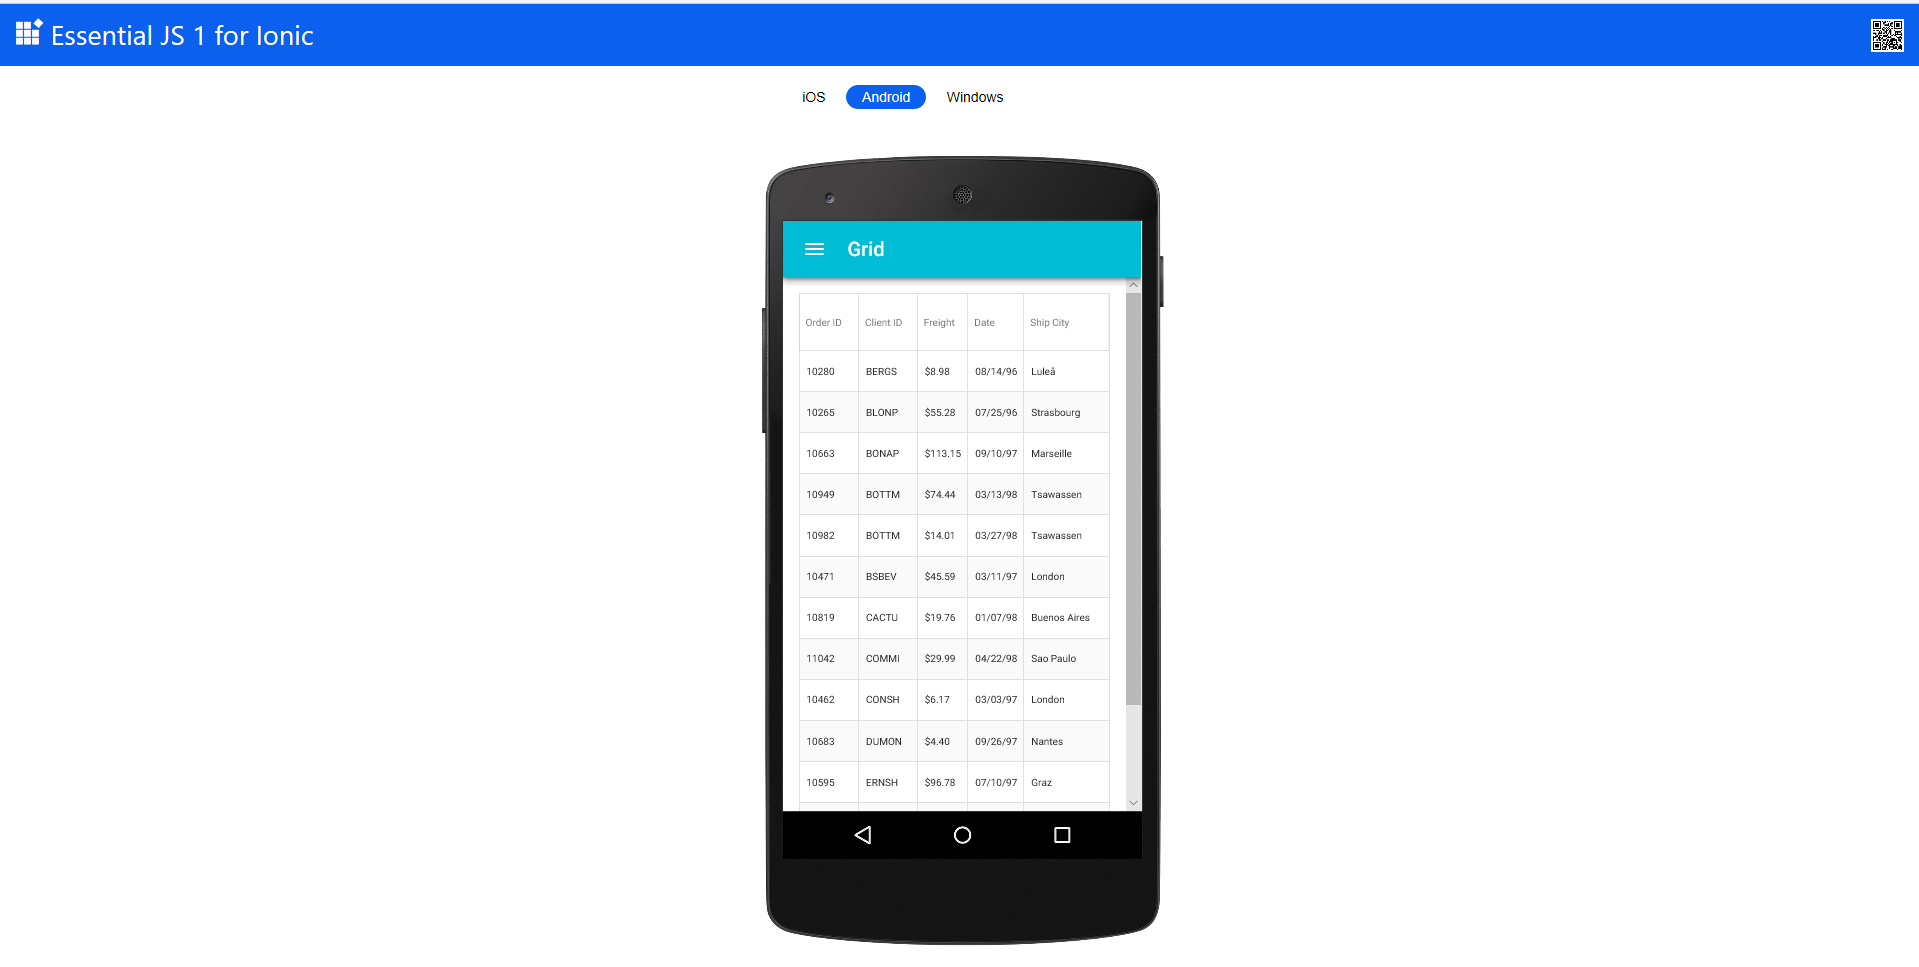 Essential JS 1 for Ionic
iOS Android Windows
Grid
Order ID Client ID Freight Date Ship City
10280 BERGS $8.98 08/14/96 Luleå
10265 BLONP $55.28 07/25/96 Strasbourg
10663 BONAP $113.15 09/10/97 Marseille
10949 BOTTM $74.44 03/13/98 Tsawassen
10982 BOTTM $14.01 03/27/98 Tsawassen
10471 BSBEV $45.59 03/11/97 London
10819 CACTU $19.76 01/07/98 Buenos Aires
11042 COMMI $29.99 04/22/98 Sao Paulo
10462 CONSH $6.17 03/03/97 London
10683 DUMON $4.40 09/26/97 Nantes
10595 ERNSH $96.78 07/10/97 Graz